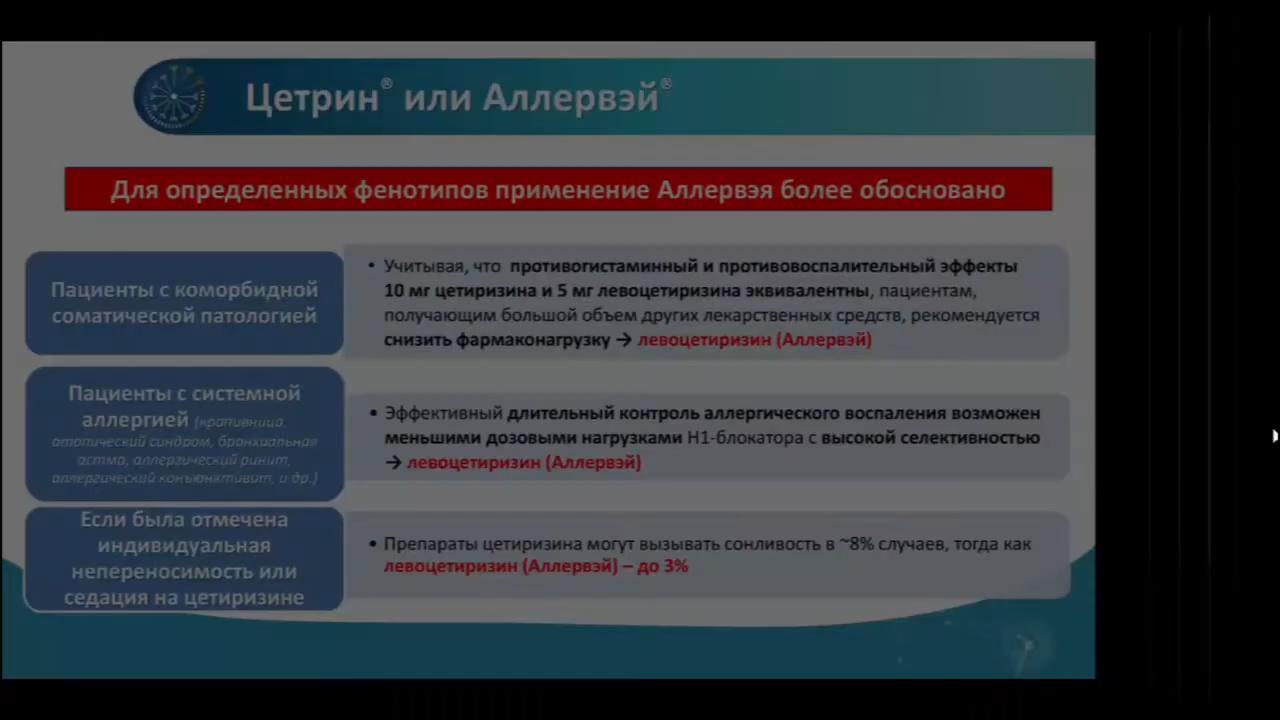 Цетрин® или Аллервэй®
Для определенных фенотипов применение Аллервэя более обосновано
Пациенты с коморбидной
соматической патологией
• Учитывая, что противогистаминный и противовоспалительный эффекты
10 мг цетиризина и 5 мг левоцетиризина эквивалентны, пациентам,
получающим большой объем других лекарственных средств, рекомендуется
снизить фармаконагрузку → левоцетиризин (Аллервэй)
Пациенты с системной
аллергией (крапивница,
атопический синдром, бронхиальная
астма, аллергический ринит,
аллергический конъюнктивит, и др.)
• Эффективный длительный контроль аллергического воспаления возможен
меньшими дозовыми нагрузками Н1-блокатора с высокой селективностью
→ левоцетиризин (Аллервэй)
Если была отмечена
индивидуальная
непереносимость или
седация на цетиризине
• Препараты цетиризина могут вызывать сонливость в ~8% случаев, тогда как
левоцетиризин (Аллервэй) – до 3%